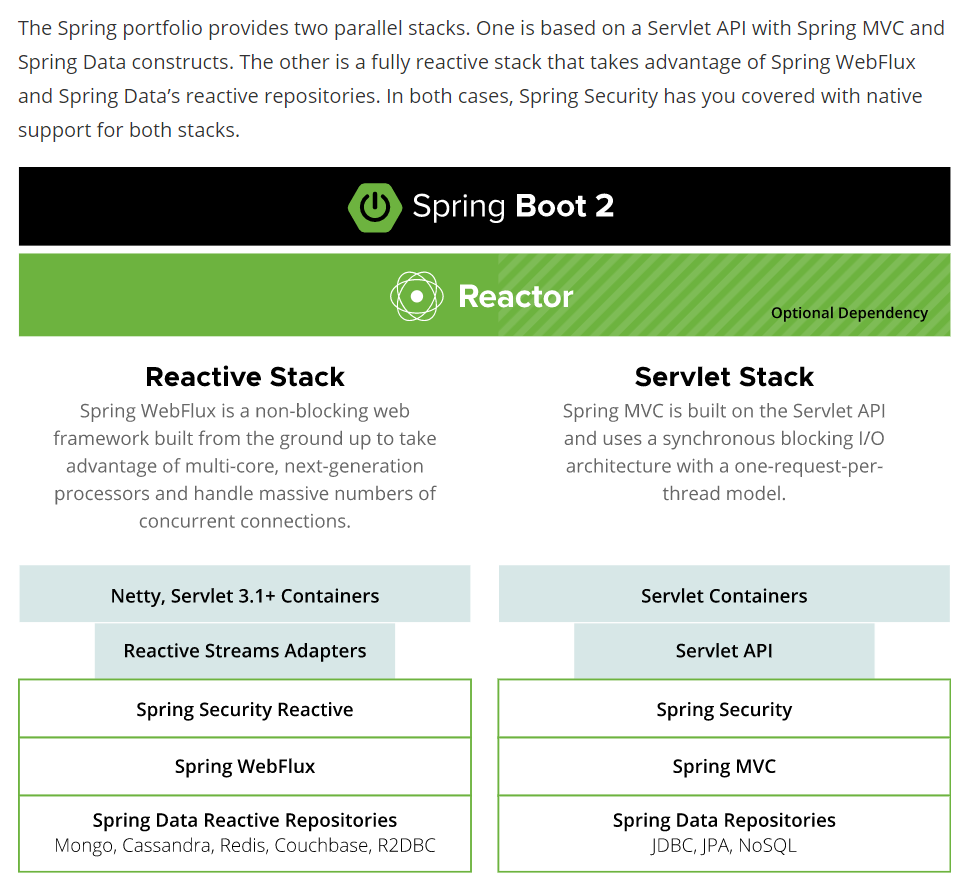 The Spring portfolio provides two parallel stacks. One is based on a Servlet API with Spring MVC and
Spring Data constructs. The other is a fully reactive stack that takes advantage of Spring WebFlux
and Spring Data’s reactive repositories. In both cases, Spring Security has you covered with native
support for both stacks.
Spring Boot 2
Reactor
Optional Dependency
Reactive Stack
Spring WebFlux is a non-blocking web
framework built from the ground up to take
advantage of multi-core, next-generation
processors and handle massive numbers of
concurrent connections.
Servlet Stack
Spring MVC is built on the Servlet API
and uses a synchronous blocking I/O
architecture with a one-request-per-
thread model.
Netty, Servlet 3.1+ Containers
Reactive Streams Adapters
Spring Security Reactive
Spring WebFlux
Spring Data Reactive Repositories
Mongo, Cassandra, Redis, Couchbase, R2DBC
Servlet Containers
Servlet API
Spring Security
Spring MVC
Spring Data Repositories
JDBC, JPA, NoSQL